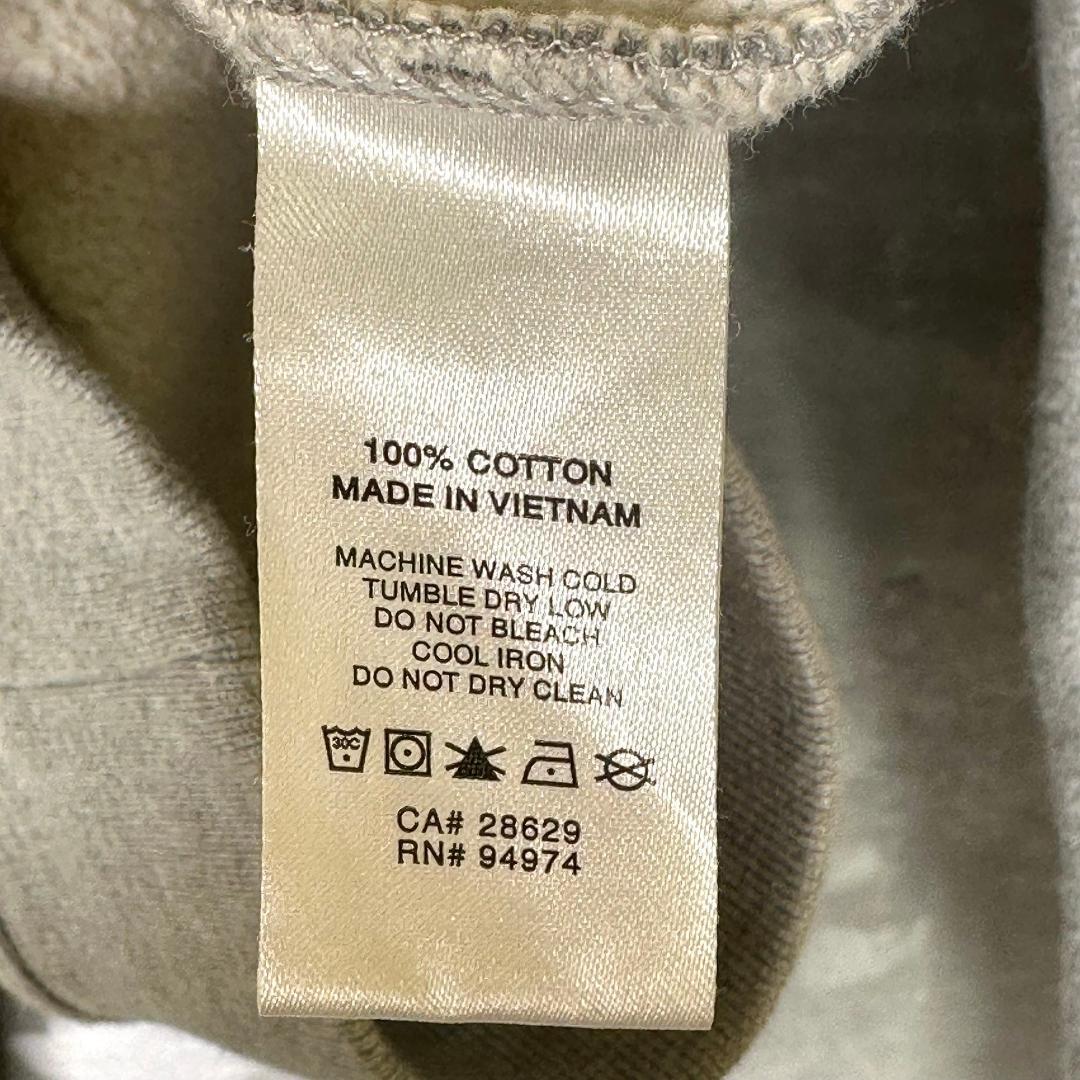 100% COTTON
MADE IN VIETNAM
MACHINE WASH COLD
TUMBLE DRY LOW
DO NOT BLEACH
COOL IRON
DO NOT DRY CLEAN
30C
CA# 28629
RN# 94974